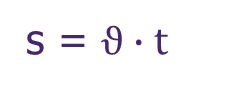 s = ϑ · t